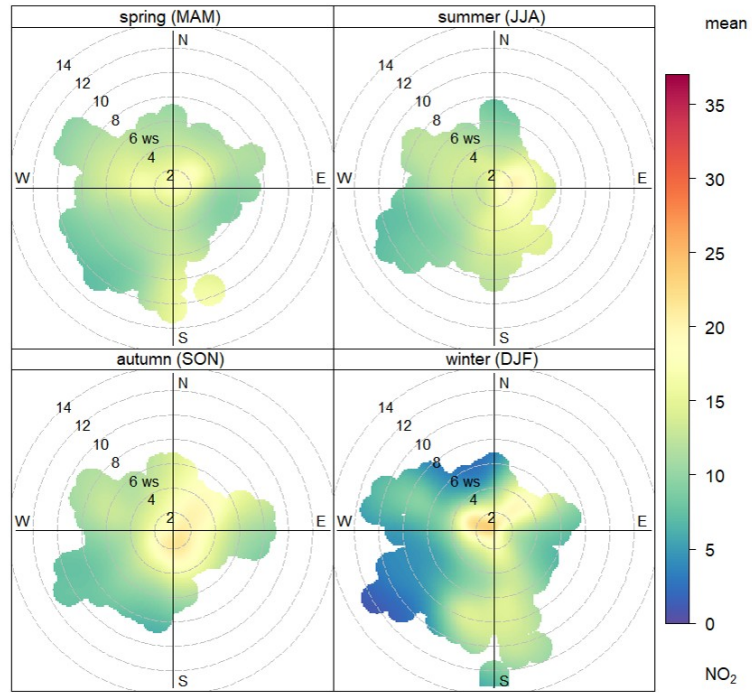 spring (MAM)
summer (JJA)
mean
N
14
12
10
8
6 ws
4
2
W
E
S
N
14
12
10
8
6 ws
4
2
W
E
S
autumn (SON)
winter (DJF)
N
14
12
10
8
6 ws
4
2
W
E
S
N
14
12
10
8
6 ws
4
2
W
E
S
35
30
25
20
15
10
5
0
NO2